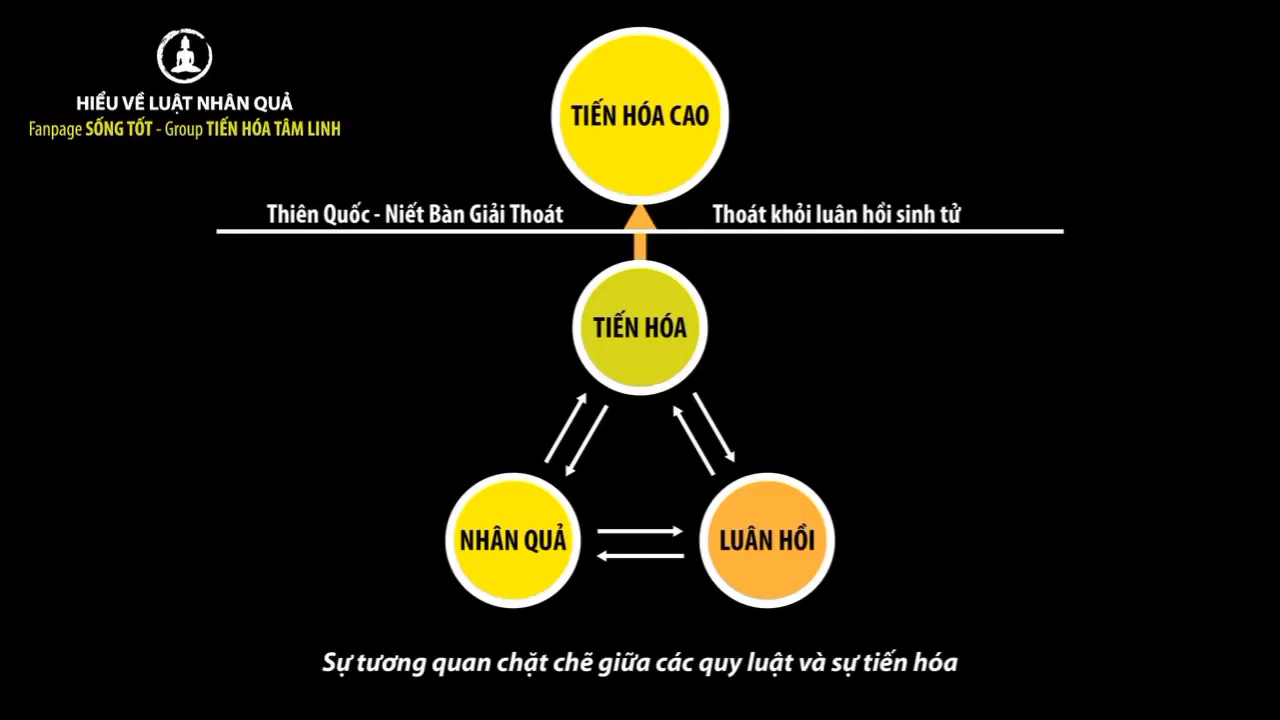 HIỂU VỀ LUẬT NHÂN QUẢ
Fanpage SỐNG TỐT - Group TIẾN HÓA TÂM LINH
TIẾN HÓA CAO
Thiên Quốc - Niết Bàn Giải Thoát
Thoát khỏi luân hồi sinh tử
TIẾN HÓA
NHÂN QUẢ
LUÂN HỒI
Sự tương quan chặt chẽ giữa các quy luật và sự tiến hóa